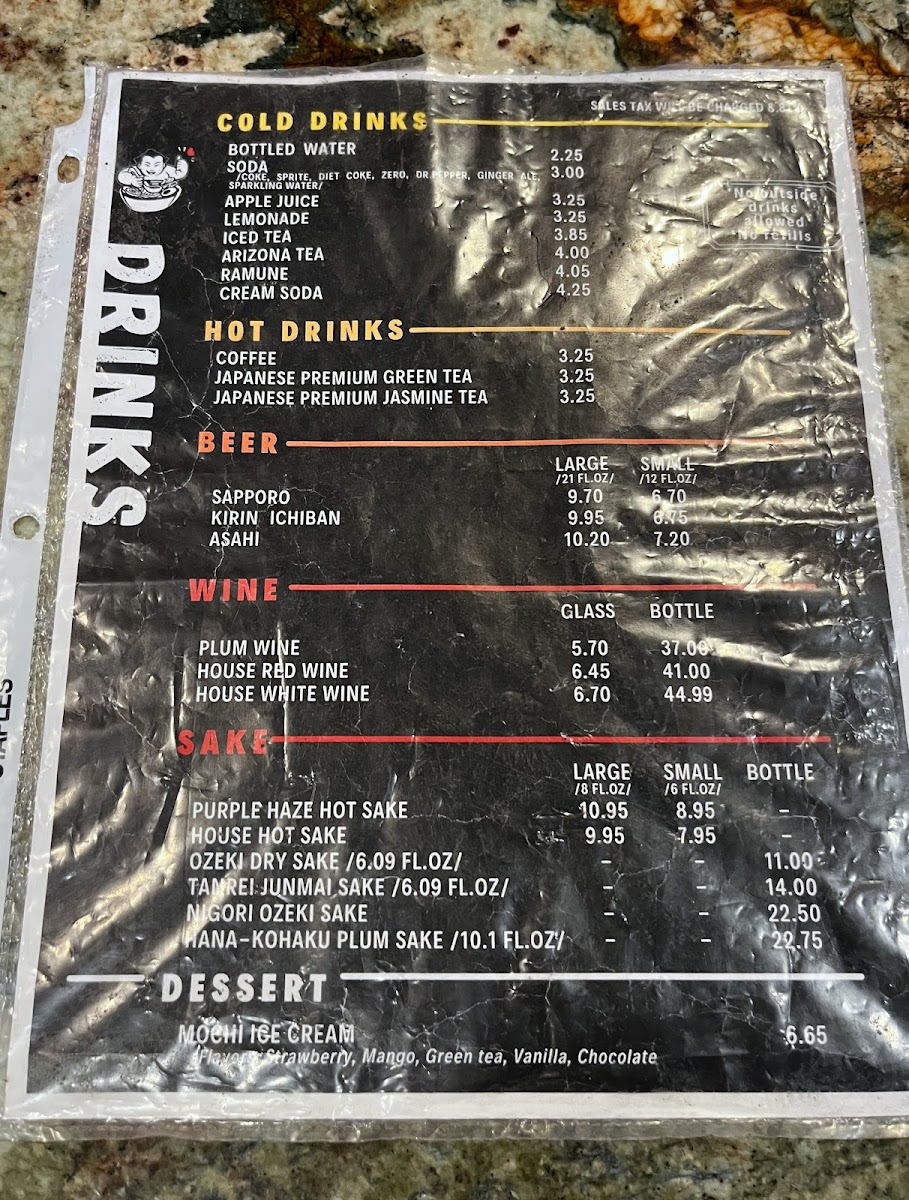 SALES TAX WILL BE CHARGED
COLD DRINKS
BOTTLED WATER 2.25
SODA 3.00
/COKE, SPRITE, DIET COKE, ZERO, DR.PEPPER, GINGER ALE,
SPARKLING WATER/
APPLE JUICE 3.25
LEMONADE 3.25
ICED TEA 3.85
ARIZONA TEA 4.00
RAMUNE 4.05
CREAM SODA 4.25
No outside
drinks
allowed
No refills
DRINKS
HOT DRINKS
COFFEE 3.25
JAPANESE PREMIUM GREEN TEA 3.25
JAPANESE PREMIUM JASMINE TEA 3.25
BEER
LARGE SMALL
/21 FL.OZ/ /12 FL.OZ/
SAPPORO 9.70 6.70
KIRIN ICHIBAN 9.95 6.75
ASAHI 10.20 7.20
WINE
GLASS BOTTLE
PLUM WINE 5.70 37.00
HOUSE RED WINE 6.45 41.00
HOUSE WHITE WINE 6.70 44.99
SAKE
LARGE SMALL BOTTLE
/8 FL.OZ/ /6 FL.OZ/
PURPLE HAZE HOT SAKE 10.95 8.95 –
HOUSE HOT SAKE 9.95 7.95 –
OZEKI DRY SAKE /6.09 FL.OZ/ – – 11.00
TANREI JUNMAI SAKE /6.09 FL.OZ/ – – 14.00
NIGORI OZEKI SAKE – – 22.50
HANA-KOHAKU PLUM SAKE /10.1 FL.OZ/ – – 22.75
DESSERT
MOCHI ICE CREAM 6.65
Flavors: Strawberry, Mango, Green tea, Vanilla, Chocolate
STAPLES